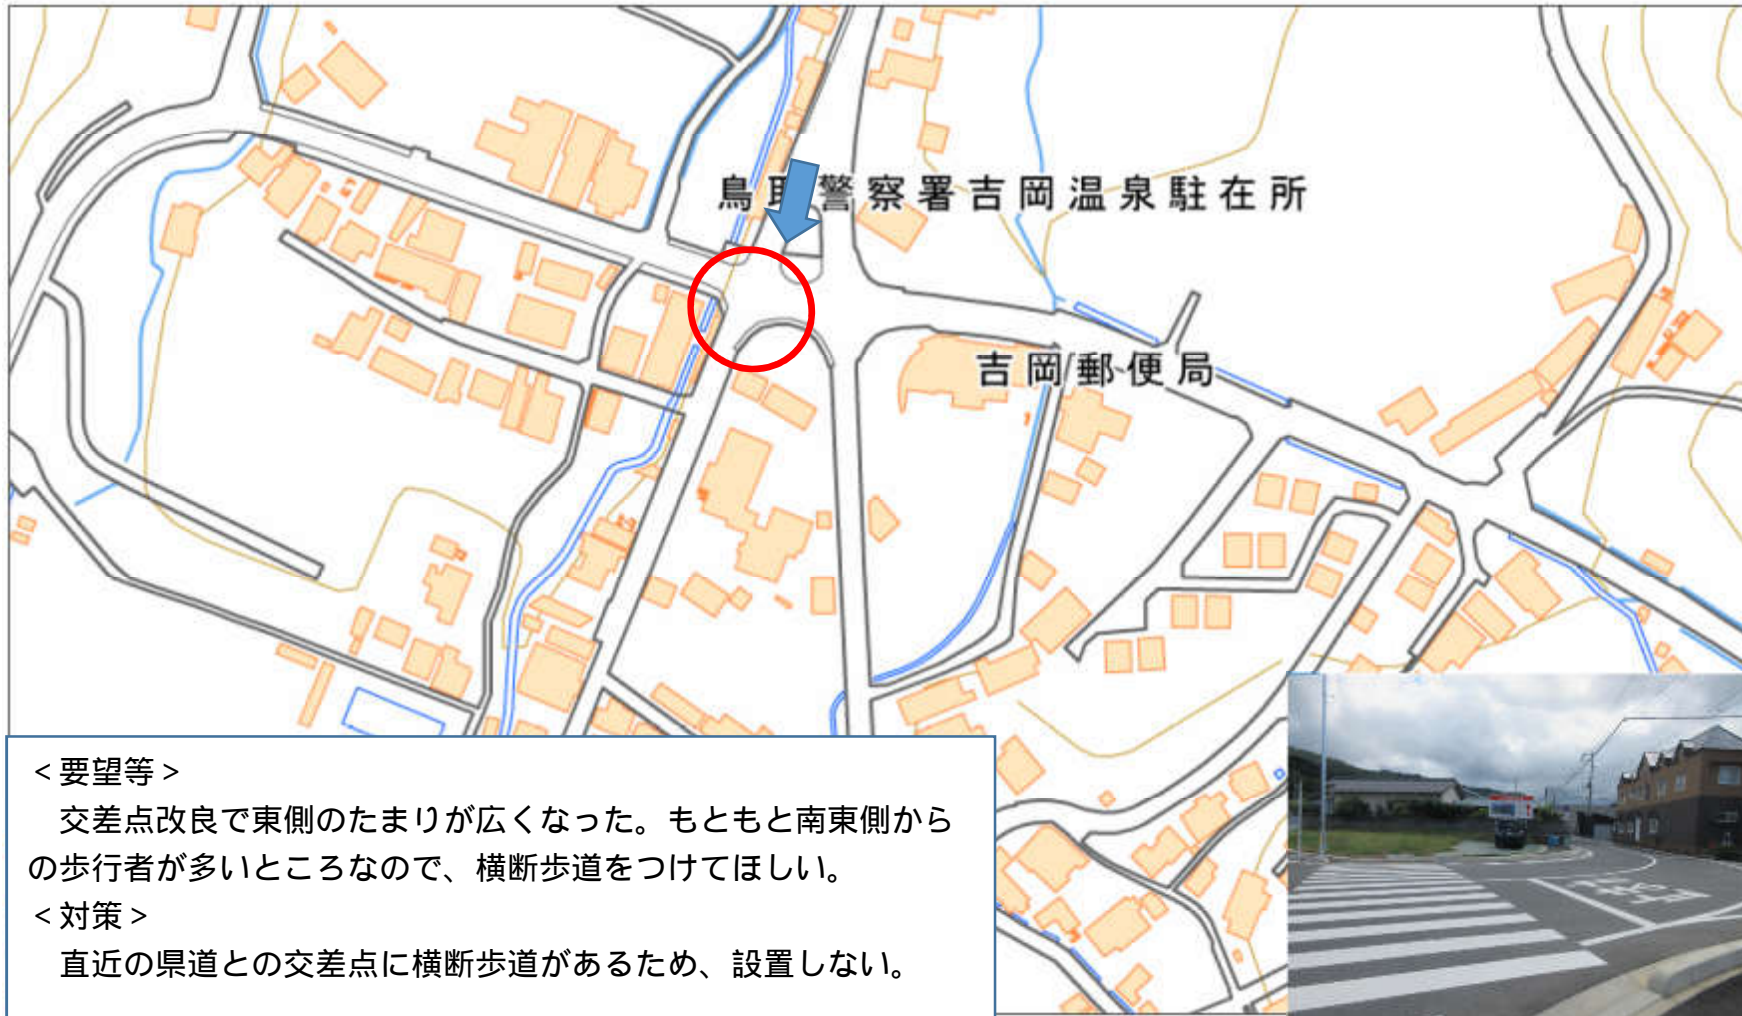 鳥取警察署吉岡温泉駐在所
吉岡郵便局
<要望等>
　交差点改良で東側のたまりが広くなった。もともと南東側から
の歩行者が多いところなので、横断歩道をつけてほしい。
<対策>
　直近の県道との交差点に横断歩道があるため、設置しない。